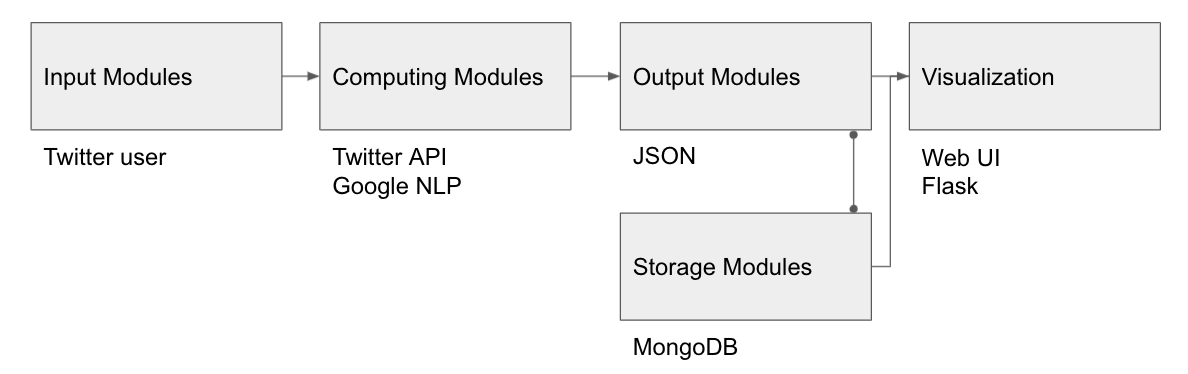 Input Modules
Twitter user
Computing Modules
Twitter API
Google NLP
Output Modules
JSON
Visualization
Web UI
Flask
Storage Modules
MongoDB